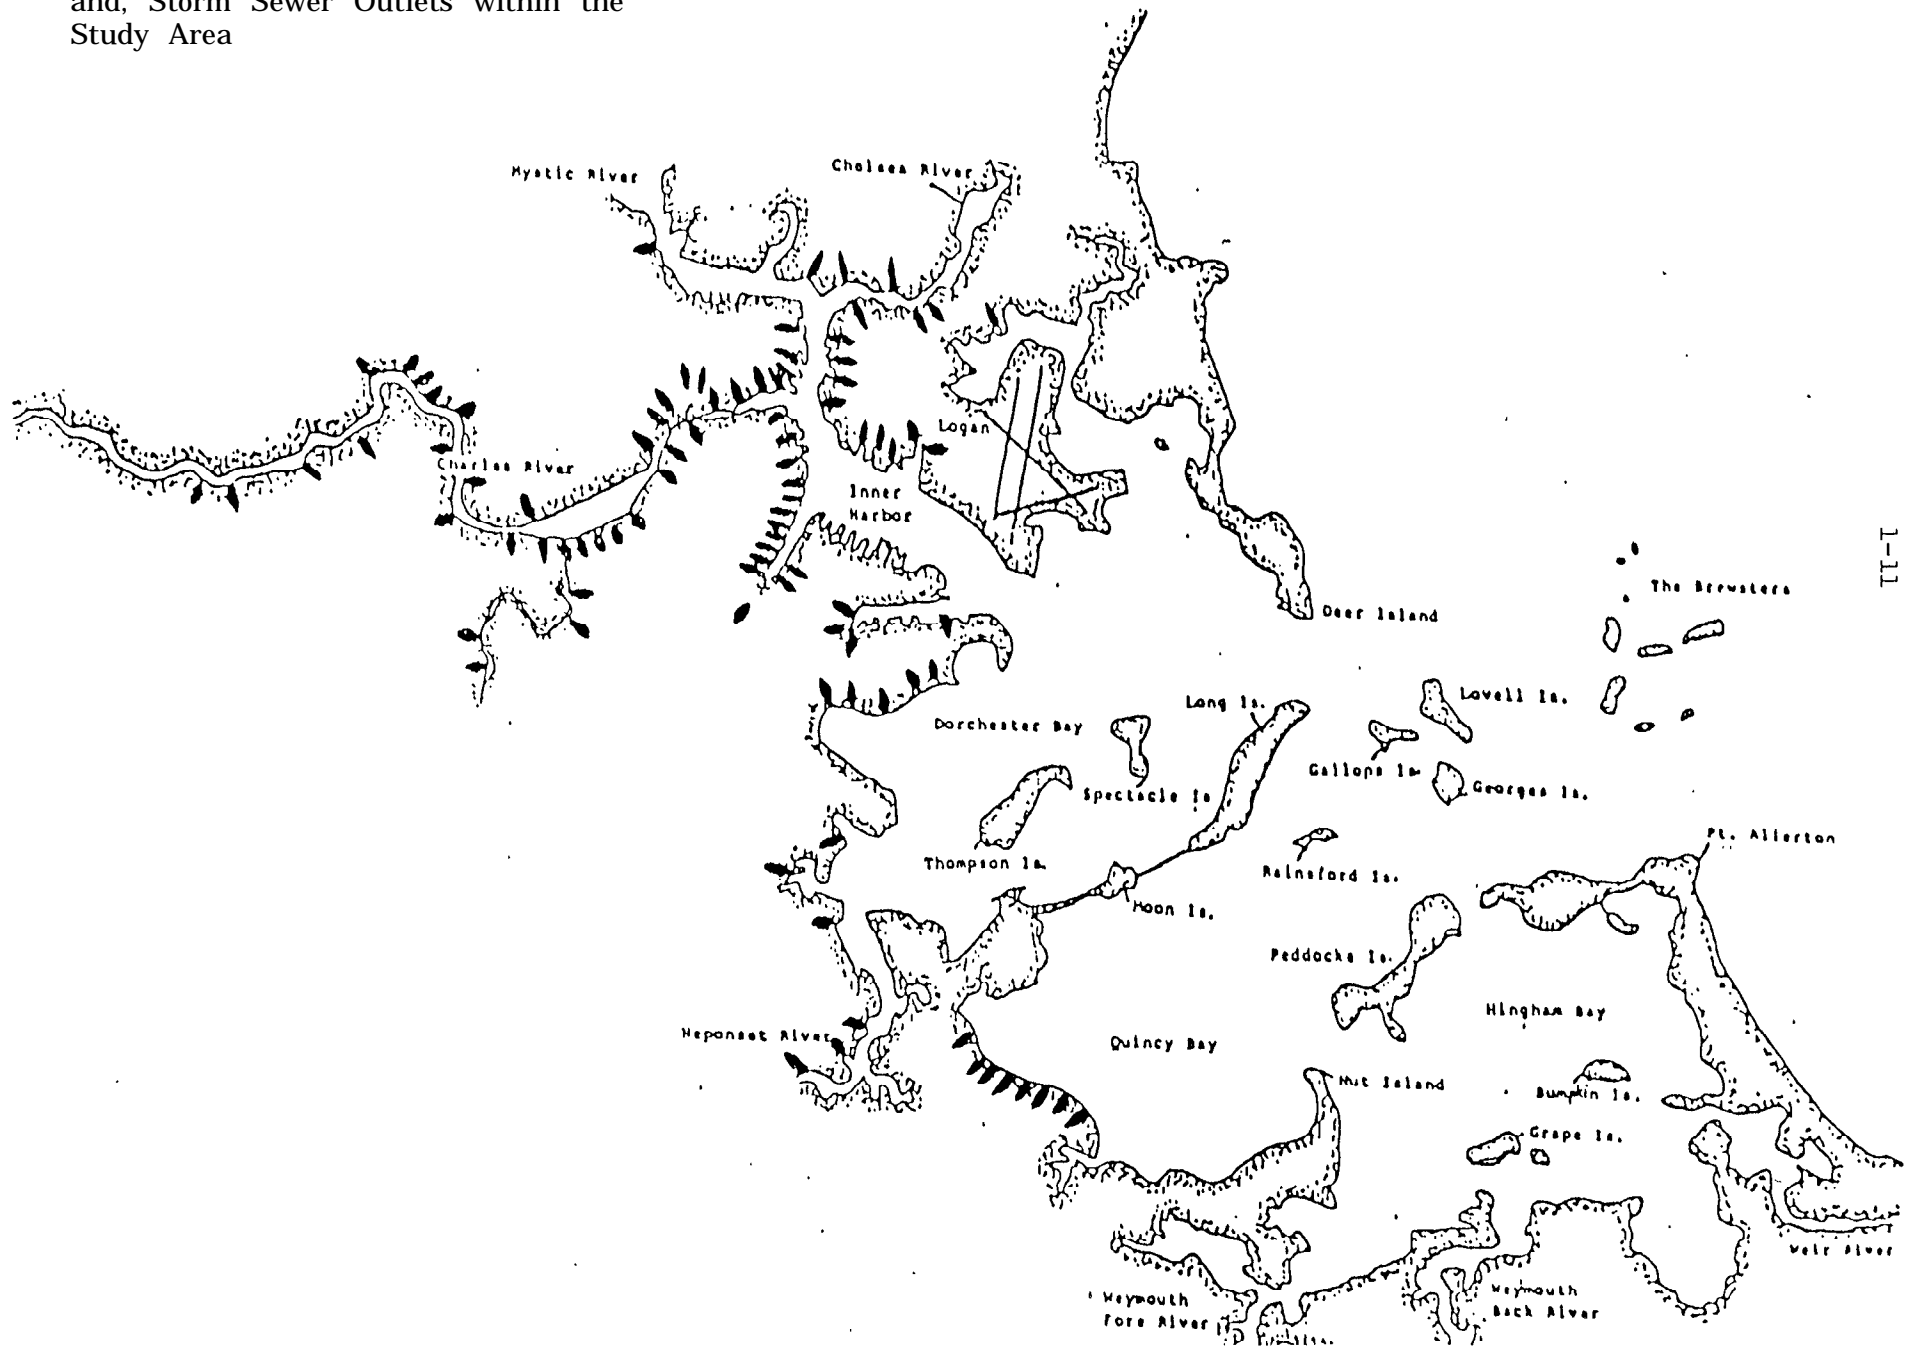 and, Storm Sewer Outlets within the
Study Area
Mystic River
Chelsea River
Logan
Charles River
Inner
Harbor
1-11
The Brewsters
Deer Island
Lovell Is.
Long Is.
Dorchester Bay
Gallops Is.
Spectacle Is
Georges Is.
Pt. Allerton
Thompson Is.
Rainsford Is.
Moon Is.
Peddocks Is.
Hingham Bay
Neponset River
Quincy Bay
Nut Island
Bumpkin Is.
Grape Is.
Weir River
Weymouth
Fore River
Weymouth
Back River